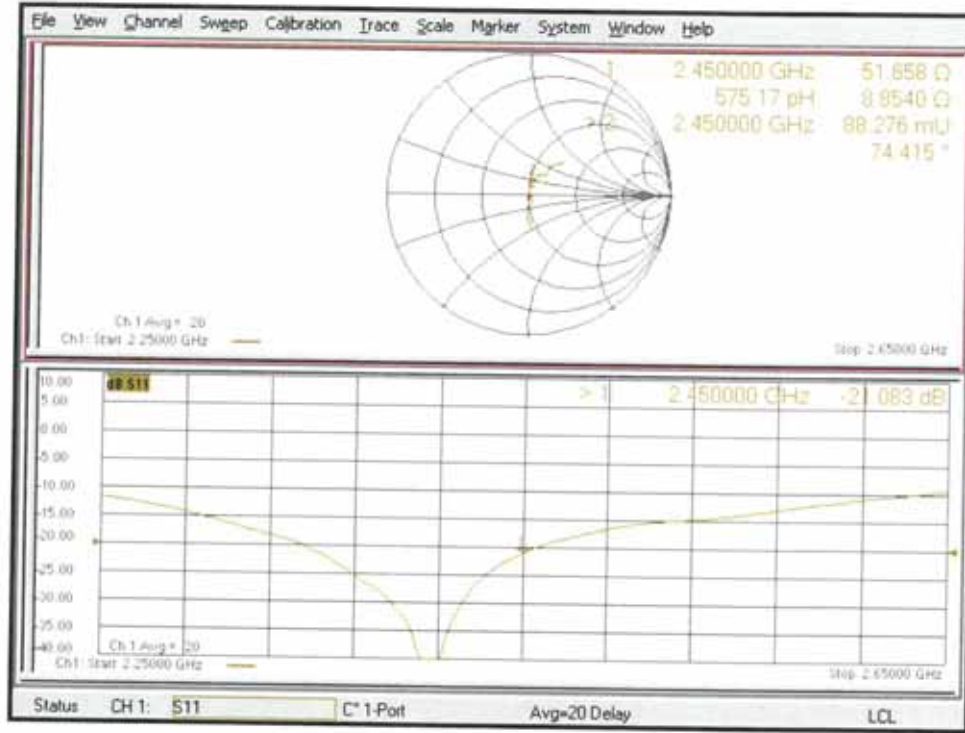 File View Channel Sweep Calibration Trace Scale Marker System Window Help
1 2.450000 GHz 51.658 Ω
575.17 pH 8.8540 Ω
> 2 2.450000 GHz 88.276 mU
74.415 °
Ch 1 Avg = 20
Ch1: Start 2.25000 GHz
Stop 2.65000 GHz
10.00
dB S11
> 1 2.450000 GHz -21.083 dB
5.00
0.00
-5.00
-10.00
-15.00
-20.00
-25.00
-30.00
-35.00
-40.00
Ch 1 Avg = 20
Ch1: Start 2.25000 GHz
Stop 2.65000 GHz
Status CH 1: S11 C* 1-Port Avg=20 Delay LCL